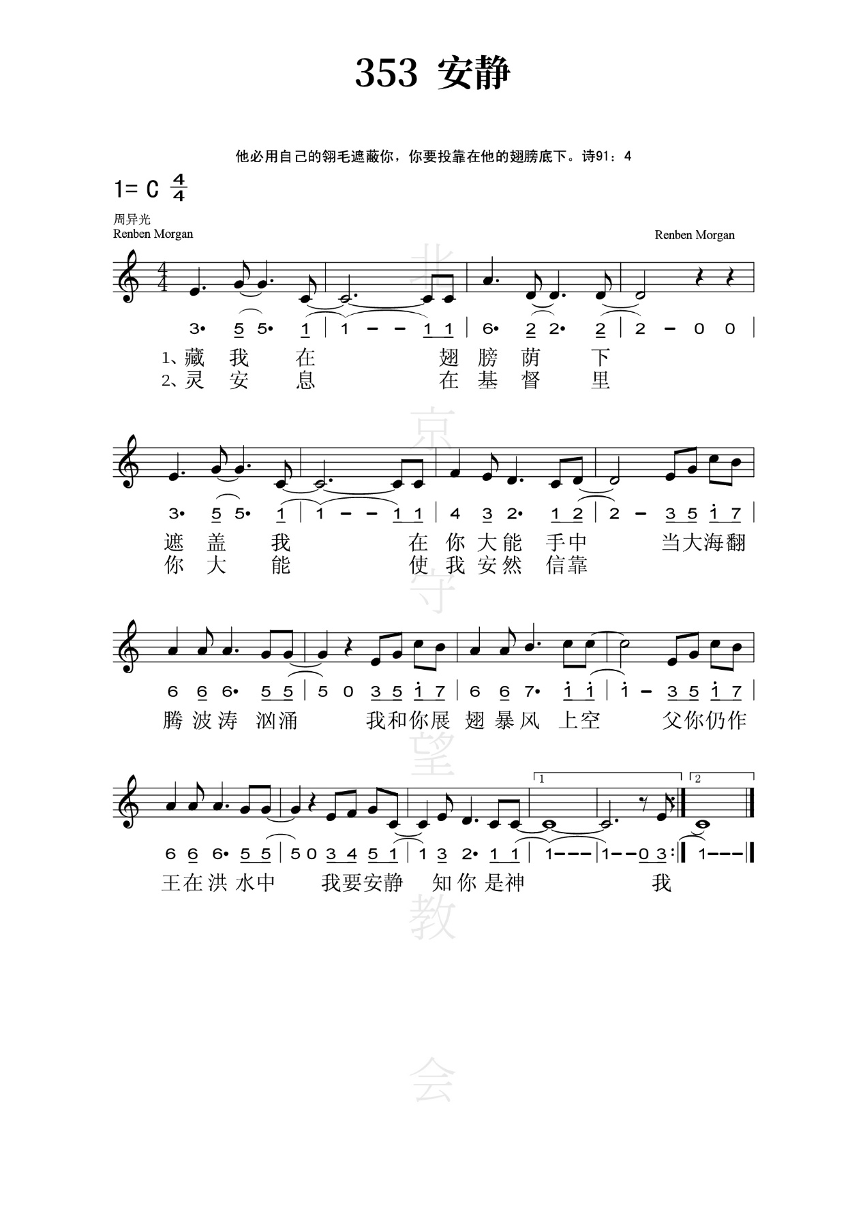 353 安静
他必用自己的翎毛遮蔽你，你要投靠在他的翅膀底下。诗91：4
1= C 4/4
周异光
Renben Morgan
Renben Morgan
3• 5 5• 1 | 1 – – 1 1 | 6• 2 2• 2 | 2 – 0 0 |
1、藏 我 在 翅 膀 荫 下
2、灵 安 息 在 基 督 里
3• 5 5• 1 | 1 – – 1 1 | 4 3 2• 1 2 | 2 – 3 5 1 7 |
遮 盖 我 在 你 大 能 手 中 当 大 海 翻
你 大 能 使 我 安 然 信 靠
6 6 6• 5 5 | 5 0 3 5 1 7 | 6 6 7• 1 1 | 1 – 3 5 1 7 |
腾 波 涛 汹 涌 我 和 你 展 翅 暴 风 上 空 父 你 仍 作
1 2
6 6 6• 5 5 | 5 0 3 4 5 1 | 1 3 2• 1 1 | 1 – – – | 1 – – 0 3 :| 1 – – – |
王 在 洪 水 中 我 要 安 静 知 你 是 神 我
北
京
守
望
教
会